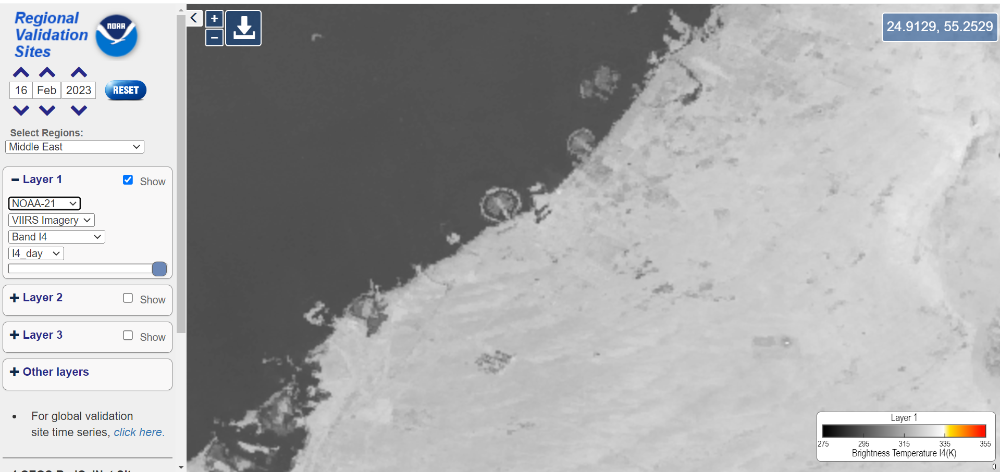 Regional
Validation
Sites
NOAA
16 Feb 2023
RESET
Select Regions:
Middle East
− Layer 1 Show
NOAA-21
VIIRS Imagery
Band I4
I4_day
+ Layer 2 Show
+ Layer 3 Show
+ Other layers
• For global validation
site time series, click here.
+
−
24.9129, 55.2529
Layer 1
275 295 315 335 355
Brightness Temperature I4(K)
0